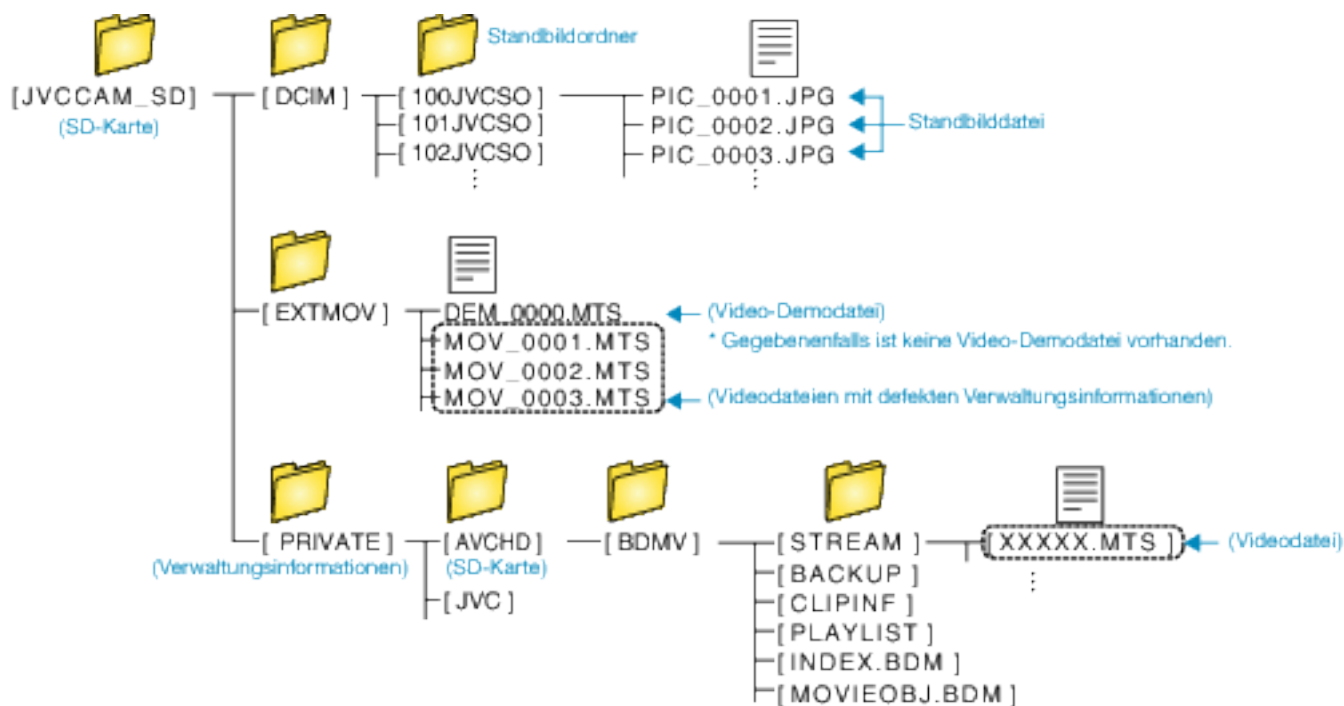 Standbildordner
[JVCCAM_SD] [DCIM] [100JVCSO] PIC_0001.JPG
(SD-Karte) [101JVCSO] PIC_0002.JPG Standbilddatei
[102JVCSO] PIC_0003.JPG
[EXTMOV] DEM_0000.MTS (Video-Demodatei)
MOV_0001.MTS * Gegebenenfalls ist keine Video-Demodatei vorhanden.
MOV_0002.MTS
MOV_0003.MTS (Videodateien mit defekten Verwaltungsinformationen)
[PRIVATE] [AVCHD] [BDMV] [STREAM] [XXXXX.MTS] (Videodatei)
(Verwaltungsinformationen) (SD-Karte) [BACKUP]
[JVC] [CLIPINF]
[PLAYLIST]
[INDEX.BDM]
[MOVIEOBJ.BDM]